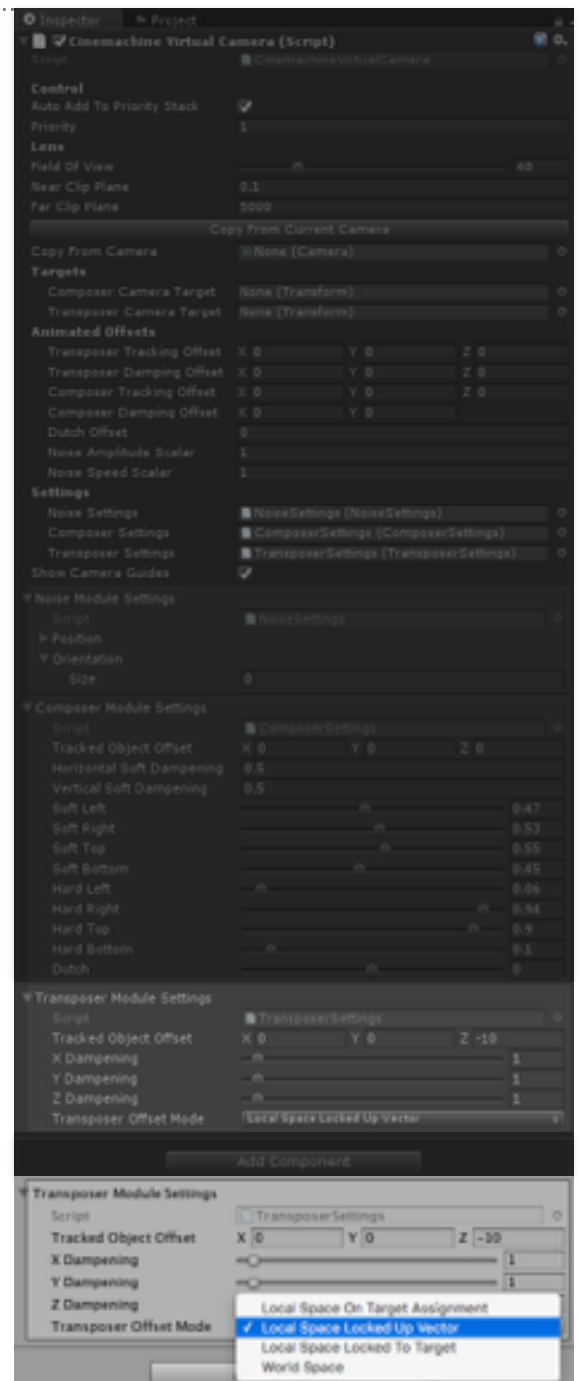 Inspector Project
Cinemachine Virtual Camera (Script)
Script CinemachineVirtualCamera
Control
Auto Add To Priority Stack
Priority 1
Lens
Field Of View 40
Near Clip Plane 0.1
Far Clip Plane 5000
Copy From Current Camera
Copy From Camera None (Camera)
Targets
Composer Camera Target None (Transform)
Transposer Camera Target None (Transform)
Animated Offsets
Transposer Tracking Offset X 0 Y 0 Z 0
Transposer Damping Offset X 0 Y 0 Z 0
Composer Tracking Offset X 0 Y 0 Z 0
Composer Damping Offset X 0 Y 0
Dutch Offset 0
Noise Amplitude Scalar 1
Noise Speed Scalar 1
Settings
Noise Settings NoiseSettings (NoiseSettings)
Composer Settings ComposerSettings (ComposerSettings)
Transposer Settings TransposerSettings (TransposerSettings)
Show Camera Guides
Noise Module Settings
Script NoiseSettings
Position
Orientation
Size 0
Composer Module Settings
Script ComposerSettings
Tracked Object Offset X 0 Y 0 Z 0
Horizontal Soft Dampening 0.5
Vertical Soft Dampening 0.5
Soft Left 0.47
Soft Right 0.53
Soft Top 0.55
Soft Bottom 0.45
Hard Left 0.06
Hard Right 0.94
Hard Top 0.9
Hard Bottom 0.1
Dutch 0
Transposer Module Settings
Script TransposerSettings
Tracked Object Offset X 0 Y 0 Z -10
X Dampening 1
Y Dampening 1
Z Dampening 1
Transposer Offset Mode Local Space Locked Up Vector
Add Component
Transposer Module Settings
Script TransposerSettings
Tracked Object Offset X 0 Y 0 Z -10
X Dampening 1
Y Dampening 1
Z Dampening
Local Space On Target Assignment
Transposer Offset Mode ✓ Local Space Locked Up Vector
Local Space Locked To Target
World Space